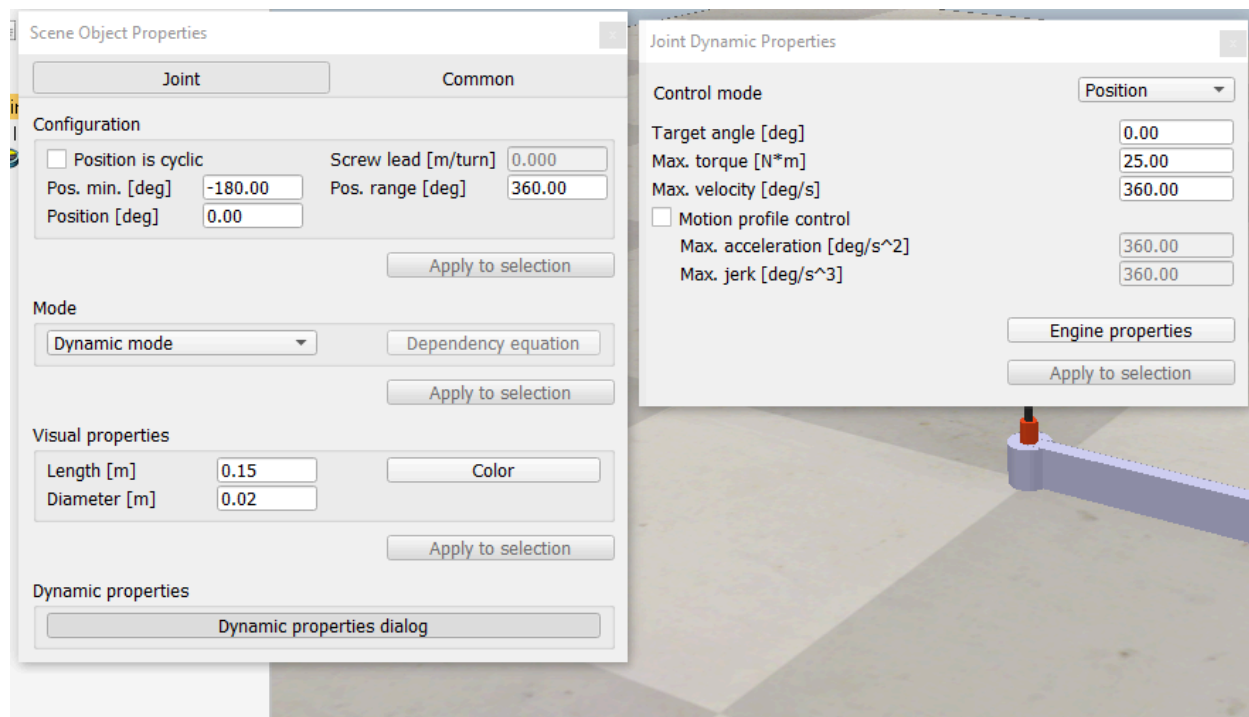 Scene Object Properties
x
Joint Common
Configuration
Position is cyclic Screw lead [m/turn] 0.000
Pos. min. [deg] -180.00 Pos. range [deg] 360.00
Position [deg] 0.00
Apply to selection
Mode
Dynamic mode Dependency equation
Apply to selection
Visual properties
Length [m] 0.15 Color
Diameter [m] 0.02
Apply to selection
Dynamic properties
Dynamic properties dialog
Joint Dynamic Properties
x
Control mode Position
Target angle [deg] 0.00
Max. torque [N*m] 25.00
Max. velocity [deg/s] 360.00
Motion profile control
Max. acceleration [deg/s^2] 360.00
Max. jerk [deg/s^3] 360.00
Engine properties
Apply to selection